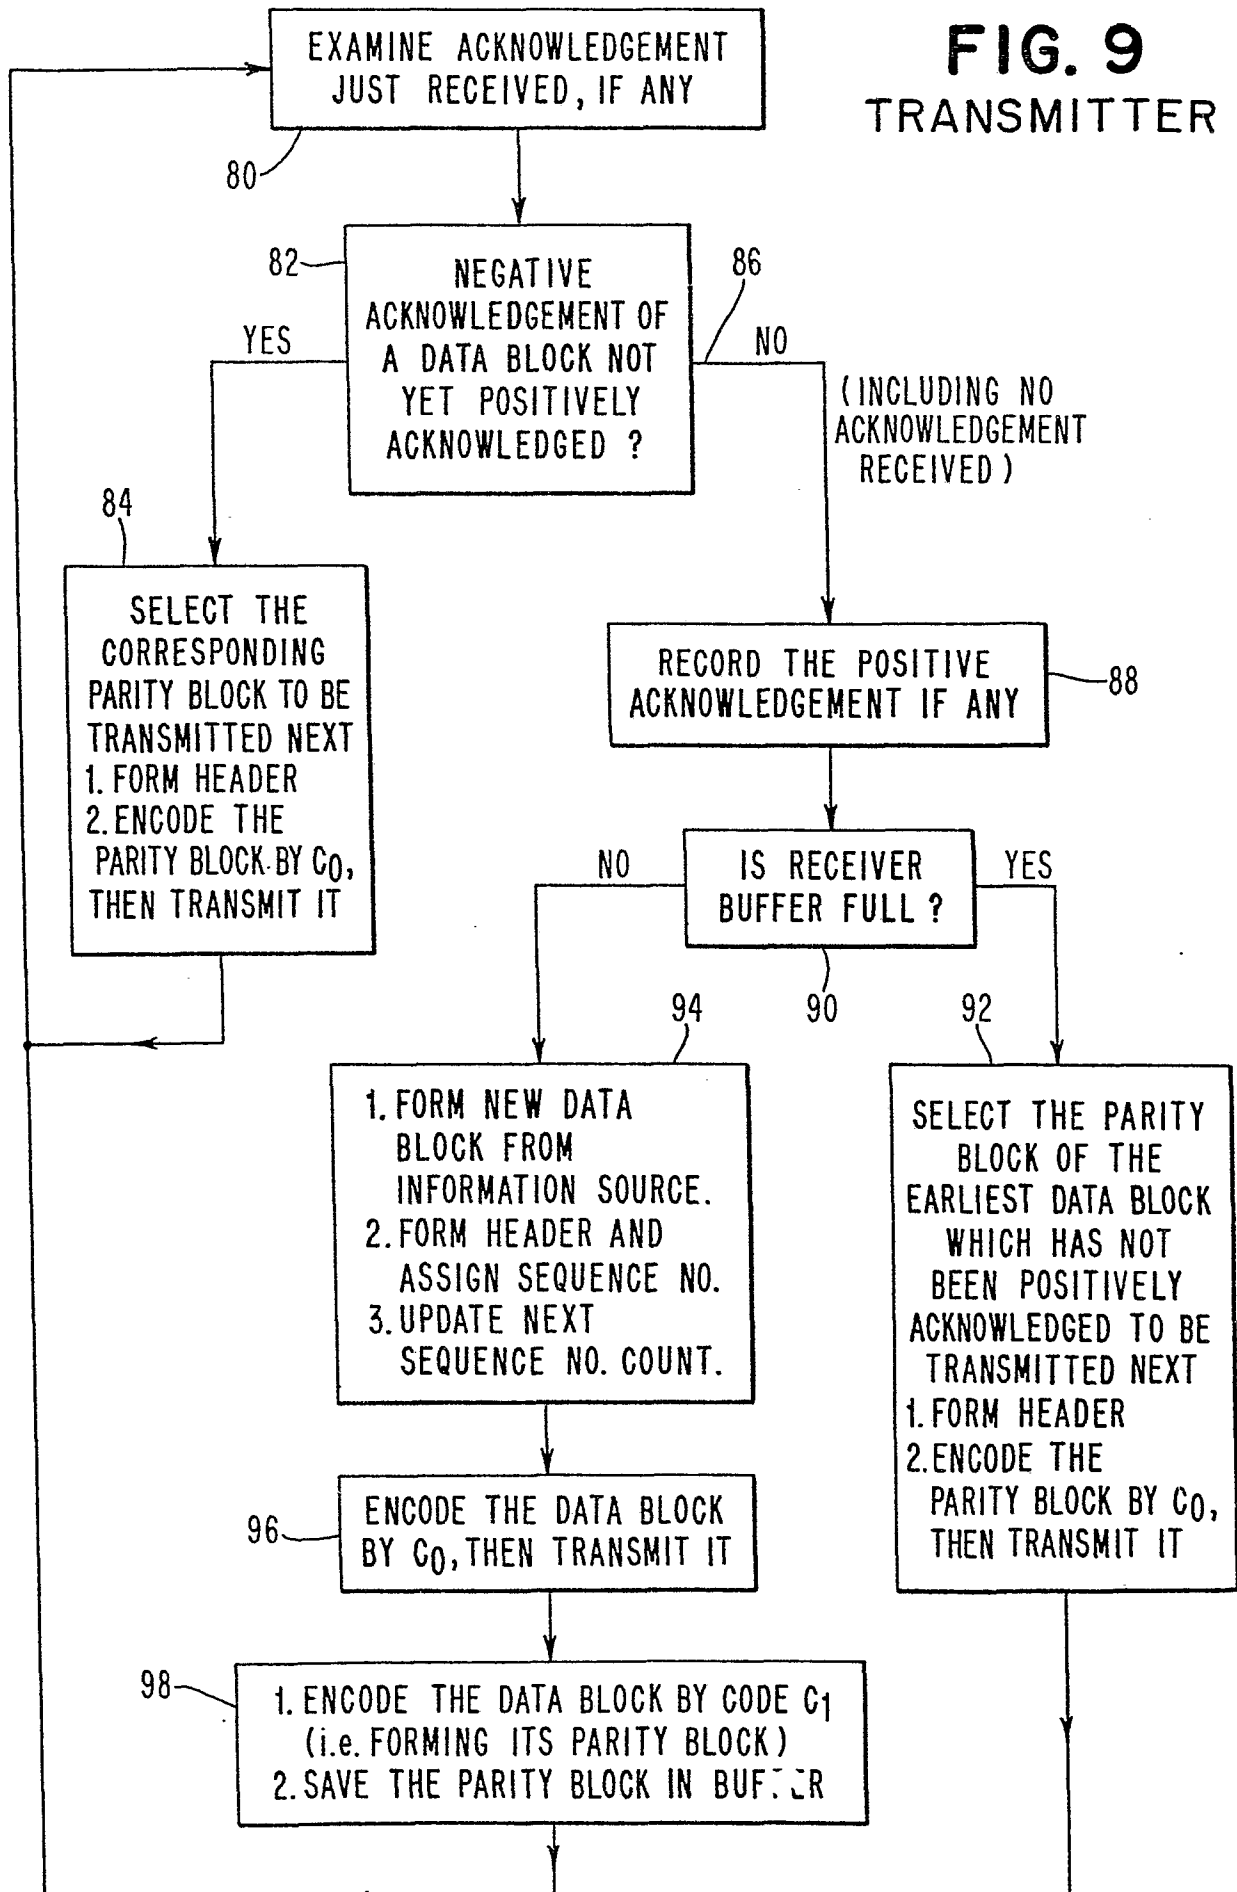 FIG. 9
TRANSMITTER
EXAMINE ACKNOWLEDGEMENT
JUST RECEIVED, IF ANY
80
82
NEGATIVE
ACKNOWLEDGEMENT OF
A DATA BLOCK NOT
YET POSITIVELY
ACKNOWLEDGED ?
86
YES
NO
(INCLUDING NO
ACKNOWLEDGEMENT
RECEIVED)
84
SELECT THE
CORRESPONDING
PARITY BLOCK TO BE
TRANSMITTED NEXT
1. FORM HEADER
2. ENCODE THE
PARITY BLOCK BY C0,
THEN TRANSMIT IT
RECORD THE POSITIVE
ACKNOWLEDGEMENT IF ANY
88
NO
IS RECEIVER
BUFFER FULL ?
YES
90
94
1. FORM NEW DATA
BLOCK FROM
INFORMATION SOURCE.
2. FORM HEADER AND
ASSIGN SEQUENCE NO.
3. UPDATE NEXT
SEQUENCE NO. COUNT.
92
SELECT THE PARITY
BLOCK OF THE
EARLIEST DATA BLOCK
WHICH HAS NOT
BEEN POSITIVELY
ACKNOWLEDGED TO BE
TRANSMITTED NEXT
1. FORM HEADER
2. ENCODE THE
PARITY BLOCK BY C0,
THEN TRANSMIT IT
96
ENCODE THE DATA BLOCK
BY C0, THEN TRANSMIT IT
98
1. ENCODE THE DATA BLOCK BY CODE C1
(i.e. FORMING ITS PARITY BLOCK)
2. SAVE THE PARITY BLOCK IN BUFFER